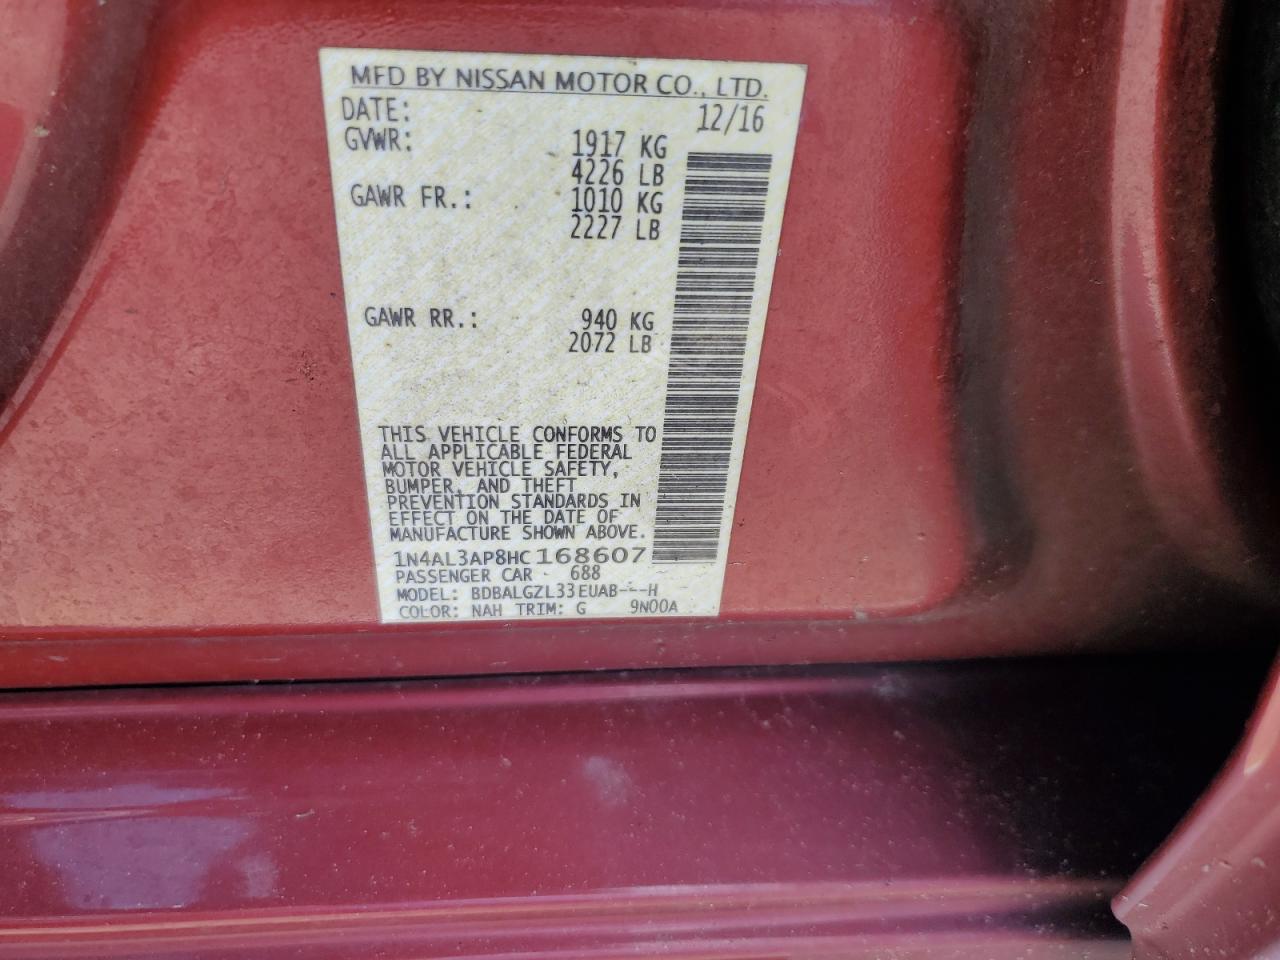 MFD BY NISSAN MOTOR CO., LTD.
DATE: 12/16
GVWR: 1917 KG
4226 LB
GAWR FR.: 1010 KG
2227 LB
GAWR RR.: 940 KG
2072 LB
THIS VEHICLE CONFORMS TO
ALL APPLICABLE FEDERAL
MOTOR VEHICLE SAFETY,
BUMPER, AND THEFT
PREVENTION STANDARDS IN
EFFECT ON THE DATE OF
MANUFACTURE SHOWN ABOVE.
1N4AL3AP8HC168607
PASSENGER CAR 688
MODEL: BDBALGZL33EUAB---H
COLOR: NAH TRIM: G 9N00A